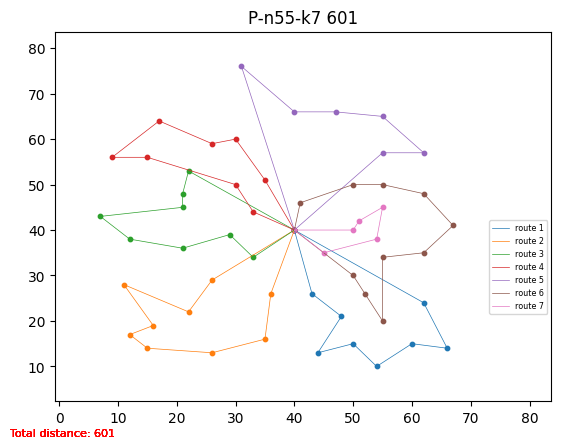 P-n55-k7 601
80
70
60
50
40
30
20
10
0 10 20 30 40 50 60 70 80
route 1
route 2
route 3
route 4
route 5
route 6
route 7
Total distance: 601